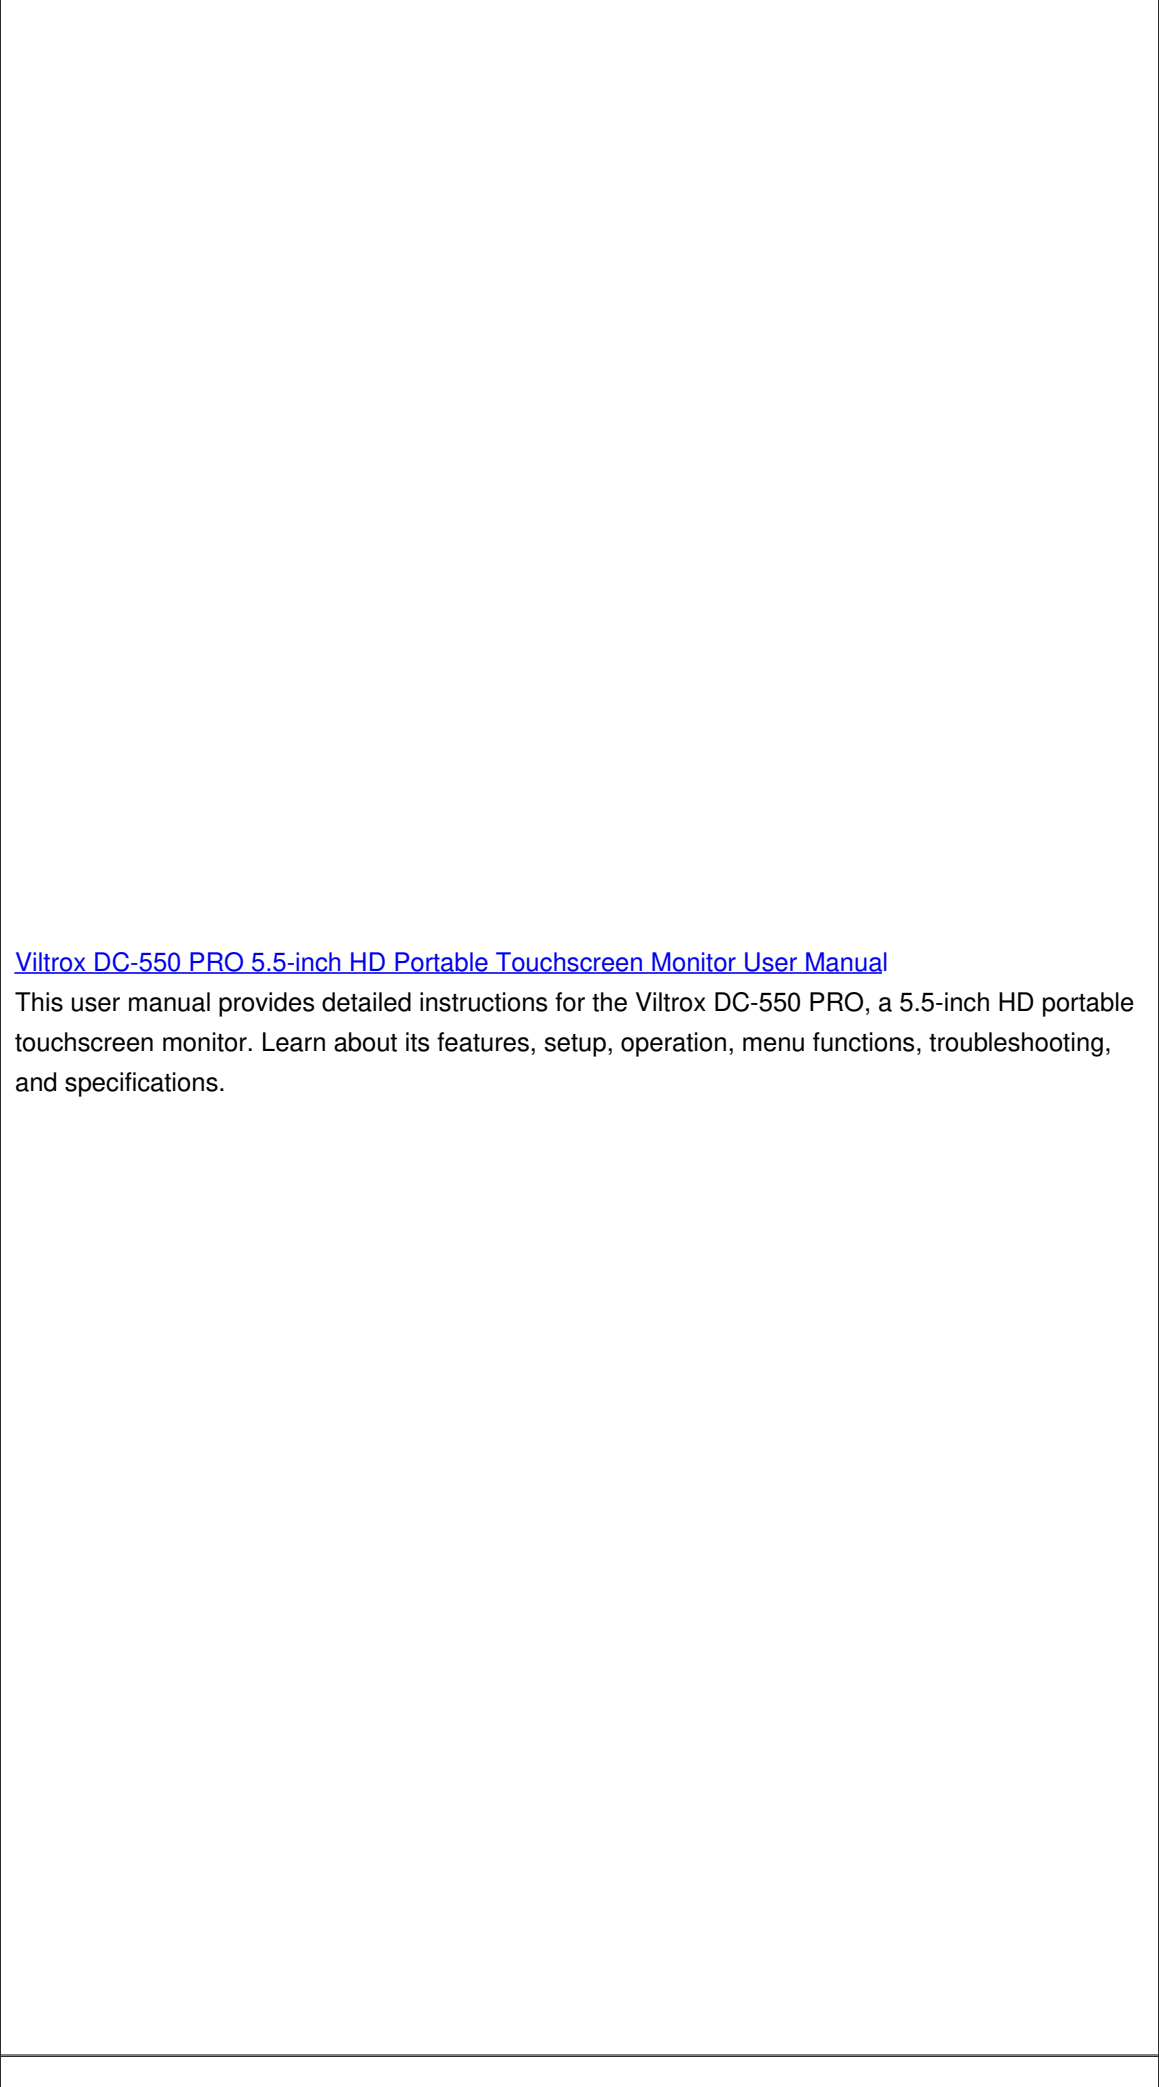 Viltrox DC-550 PRO 5.5-inch HD Portable Touchscreen Monitor User Manual
This user manual provides detailed instructions for the Viltrox DC-550 PRO, a 5.5-inch HD portable
touchscreen monitor. Learn about its features, setup, operation, menu functions, troubleshooting,
and specifications.